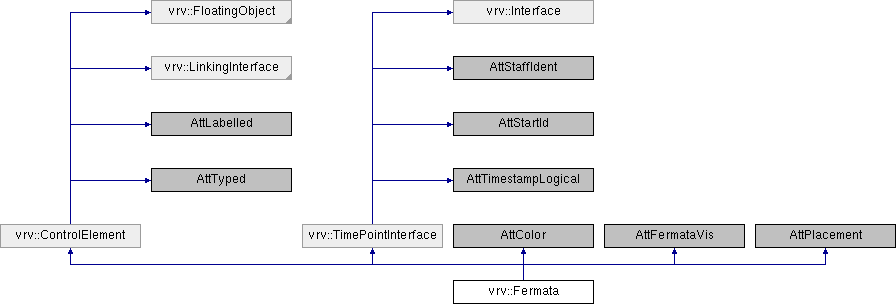 vrv::FloatingObject
vrv::Interface
vrv::LinkingInterface
AttStaffIdent
AttLabelled
AttStartId
AttTyped
AttTimestampLogical
vrv::ControlElement
vrv::TimePointInterface
AttColor
AttFermataVis
AttPlacement
vrv::Fermata